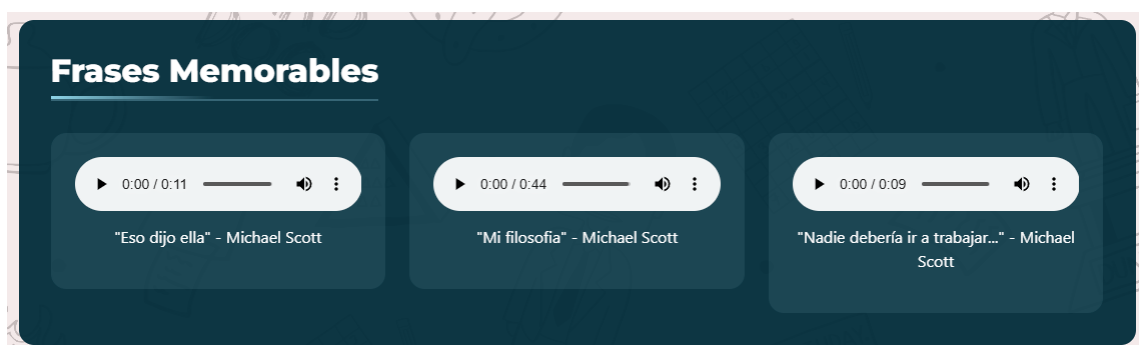 Frases Memorables
0:00 / 0:11
0:00 / 0:44
0:00 / 0:09
"Eso dijo ella" - Michael Scott
"Mi filosofia" - Michael Scott
"Nadie debería ir a trabajar..." - Michael
Scott